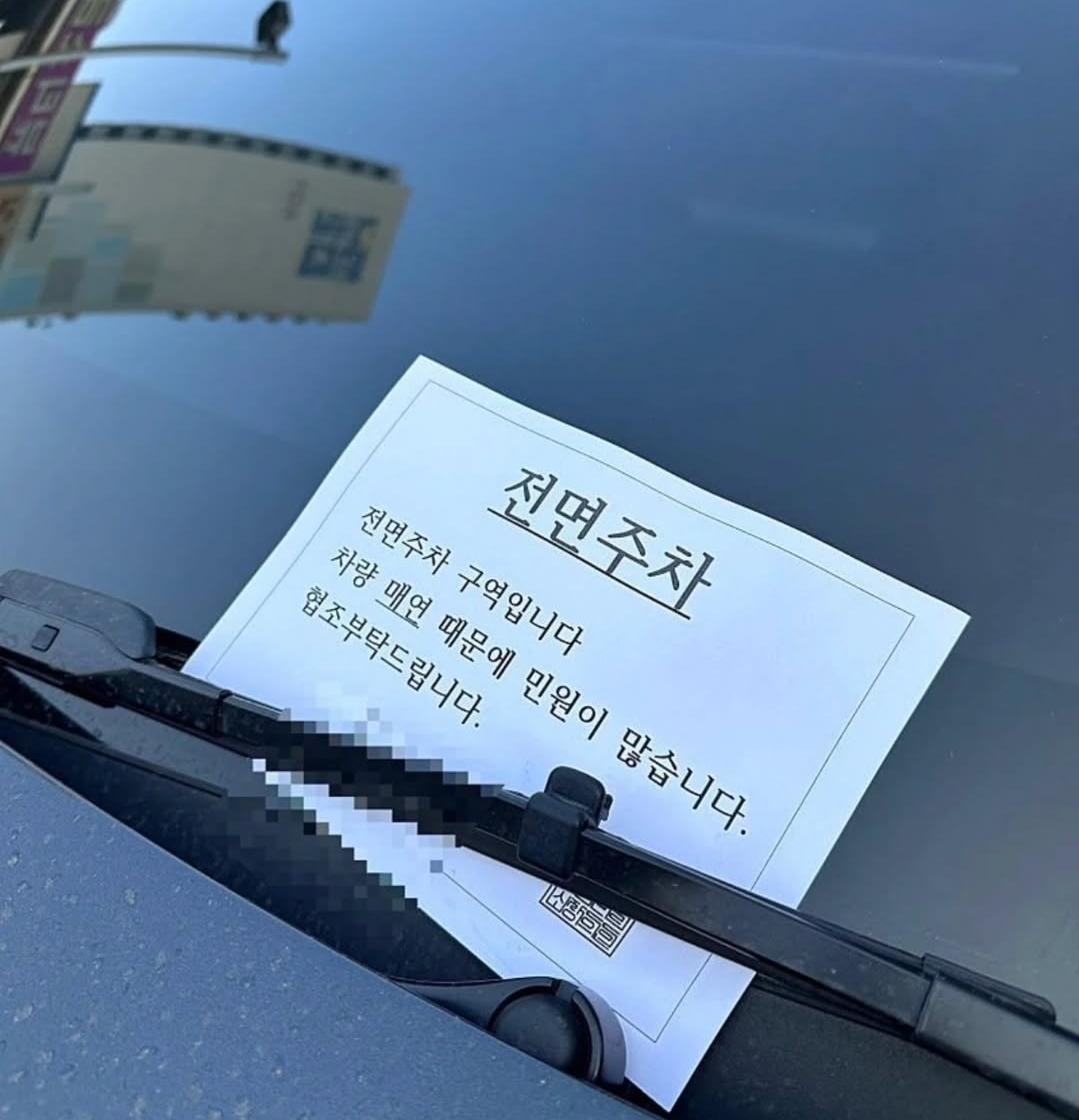 전면주차
전면주차 구역입니다
차량 매연 때문에 민원이 많습니다.
협조부탁드립니다.